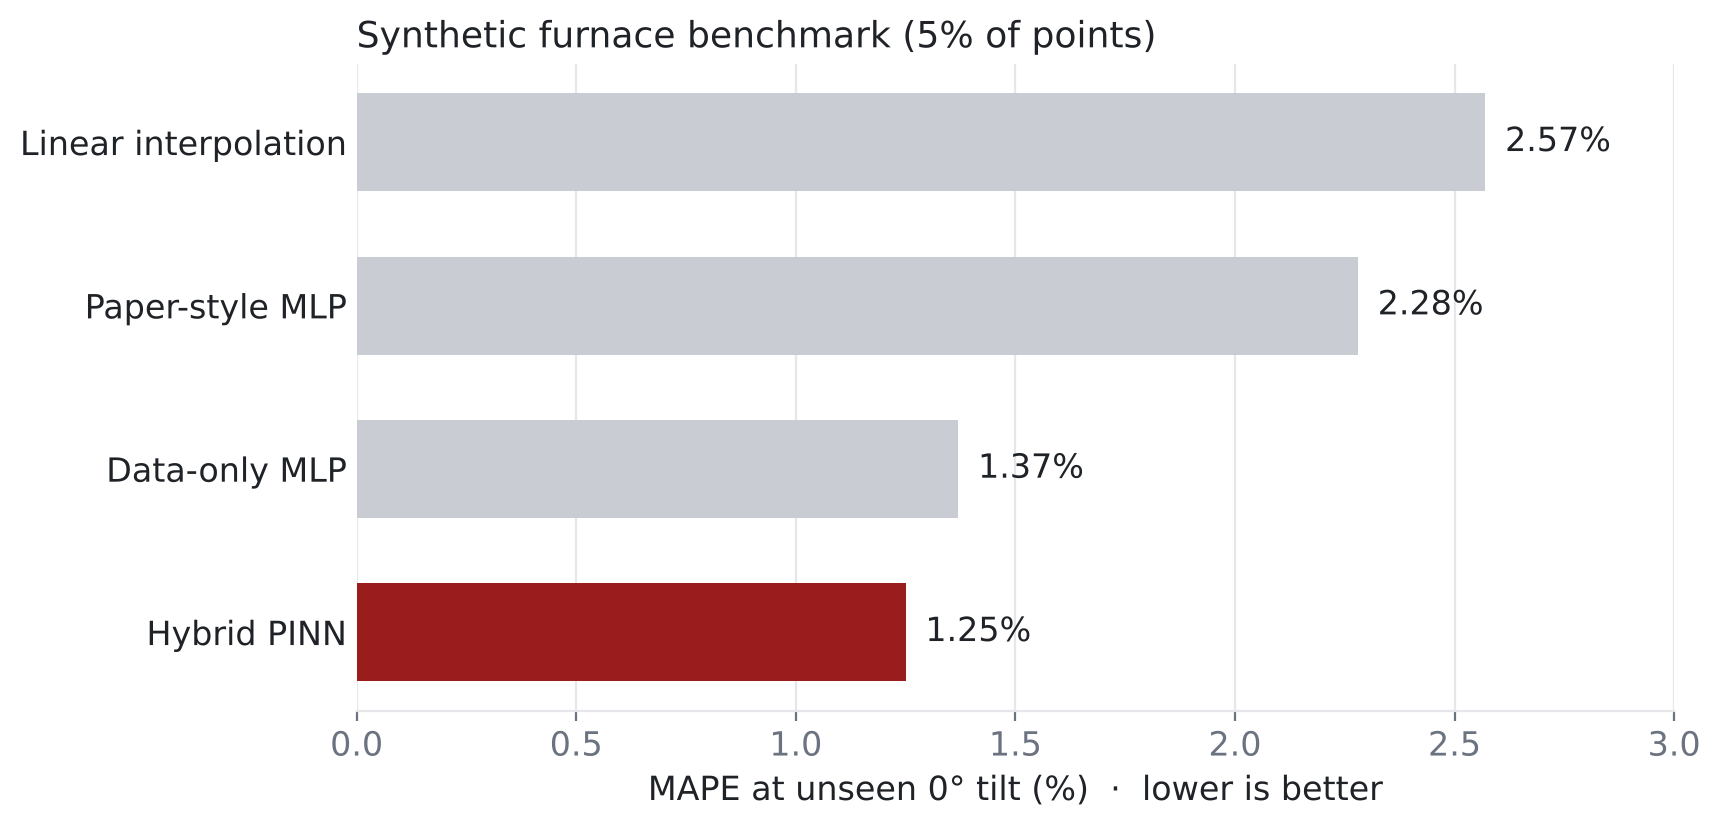 Synthetic furnace benchmark (5% of points)
Linear interpolation
2.57%
Paper-style MLP
2.28%
Data-only MLP
1.37%
Hybrid PINN
1.25%
0.0 0.5 1.0 1.5 2.0 2.5 3.0
MAPE at unseen 0° tilt (%) · lower is better